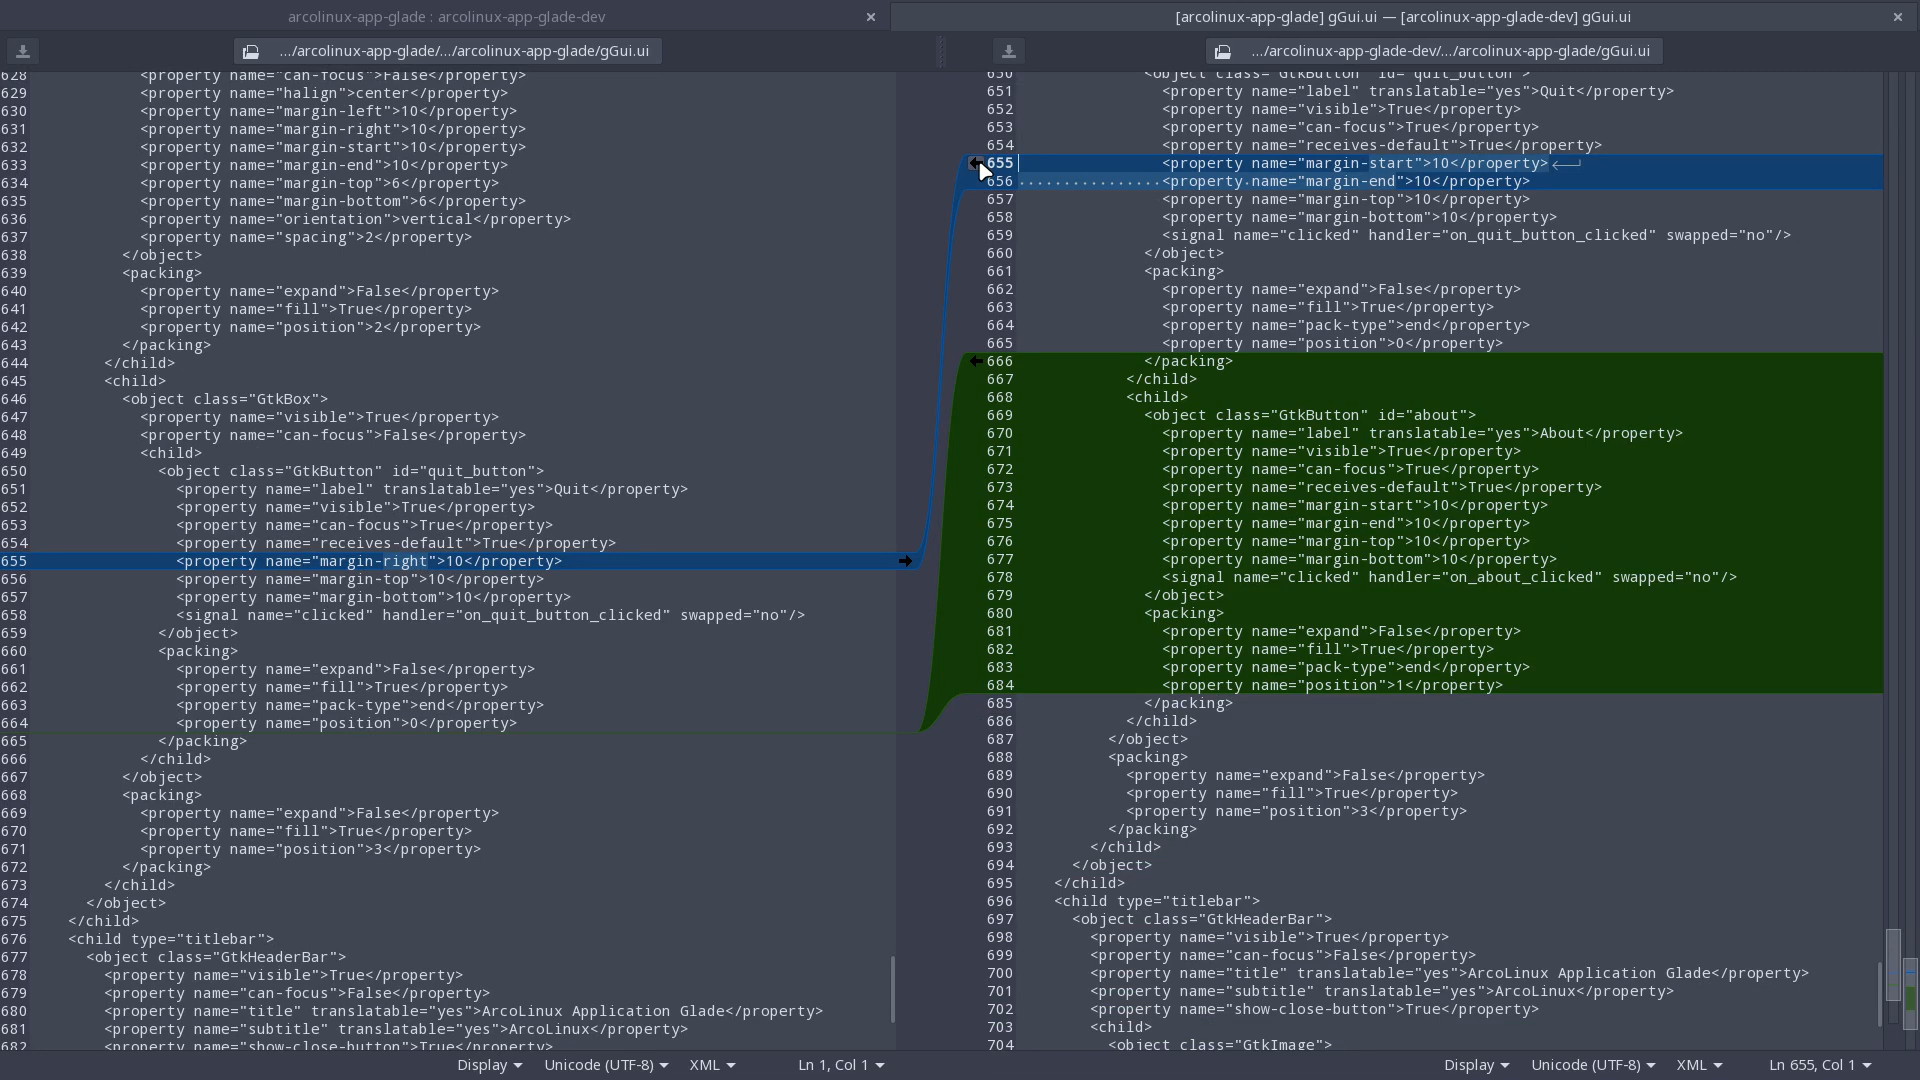 arcolinux-app-glade : arcolinux-app-glade-dev
[arcolinux-app-glade] gGui.ui — [arcolinux-app-glade-dev] gGui.ui
.../arcolinux-app-glade/.../arcolinux-app-glade/gGui.ui
.../arcolinux-app-glade-dev/.../arcolinux-app-glade/gGui.ui
628 <property name="can-focus">False</property>
629 <property name="halign">center</property>
630 <property name="margin-left">10</property>
631 <property name="margin-right">10</property>
632 <property name="margin-start">10</property>
633 <property name="margin-end">10</property>
634 <property name="margin-top">6</property>
635 <property name="margin-bottom">6</property>
636 <property name="orientation">vertical</property>
637 <property name="spacing">2</property>
638 </object>
639 <packing>
640 <property name="expand">False</property>
641 <property name="fill">True</property>
642 <property name="position">2</property>
643 </packing>
644 </child>
645 <child>
646 <object class="GtkBox">
647 <property name="visible">True</property>
648 <property name="can-focus">False</property>
649 <child>
650 <object class="GtkButton" id="quit_button">
651 <property name="label" translatable="yes">Quit</property>
652 <property name="visible">True</property>
653 <property name="can-focus">True</property>
654 <property name="receives-default">True</property>
655 <property name="margin-right">10</property>
656 <property name="margin-top">10</property>
657 <property name="margin-bottom">10</property>
658 <signal name="clicked" handler="on_quit_button_clicked" swapped="no"/>
659 </object>
660 <packing>
661 <property name="expand">False</property>
662 <property name="fill">True</property>
663 <property name="pack-type">end</property>
664 <property name="position">0</property>
665 </packing>
666 </child>
667 </object>
668 <packing>
669 <property name="expand">False</property>
670 <property name="fill">True</property>
671 <property name="position">3</property>
672 </packing>
673 </child>
674 </object>
675 </child>
676 <child type="titlebar">
677 <object class="GtkHeaderBar">
678 <property name="visible">True</property>
679 <property name="can-focus">False</property>
680 <property name="title" translatable="yes">ArcoLinux Application Glade</property>
681 <property name="subtitle" translatable="yes">ArcoLinux</property>
682 <property name="show-close-button">True</property>
650 <object class="GtkButton" id="quit_button">
651 <property name="label" translatable="yes">Quit</property>
652 <property name="visible">True</property>
653 <property name="can-focus">True</property>
654 <property name="receives-default">True</property>
655 <property name="margin-start">10</property>
656 <property name="margin-end">10</property>
657 <property name="margin-top">10</property>
658 <property name="margin-bottom">10</property>
659 <signal name="clicked" handler="on_quit_button_clicked" swapped="no"/>
660 </object>
661 <packing>
662 <property name="expand">False</property>
663 <property name="fill">True</property>
664 <property name="pack-type">end</property>
665 <property name="position">0</property>
666 </packing>
667 </child>
668 <child>
669 <object class="GtkButton" id="about">
670 <property name="label" translatable="yes">About</property>
671 <property name="visible">True</property>
672 <property name="can-focus">True</property>
673 <property name="receives-default">True</property>
674 <property name="margin-start">10</property>
675 <property name="margin-end">10</property>
676 <property name="margin-top">10</property>
677 <property name="margin-bottom">10</property>
678 <signal name="clicked" handler="on_about_clicked" swapped="no"/>
679 </object>
680 <packing>
681 <property name="expand">False</property>
682 <property name="fill">True</property>
683 <property name="pack-type">end</property>
684 <property name="position">1</property>
685 </packing>
686 </child>
687 </object>
688 <packing>
689 <property name="expand">False</property>
690 <property name="fill">True</property>
691 <property name="position">3</property>
692 </packing>
693 </child>
694 </object>
695 </child>
696 <child type="titlebar">
697 <object class="GtkHeaderBar">
698 <property name="visible">True</property>
699 <property name="can-focus">False</property>
700 <property name="title" translatable="yes">ArcoLinux Application Glade</property>
701 <property name="subtitle" translatable="yes">ArcoLinux</property>
702 <property name="show-close-button">True</property>
703 <child>
704 <object class="GtkImage">
Display Unicode (UTF-8) XML Ln 1, Col 1
Display Unicode (UTF-8) XML Ln 655, Col 1